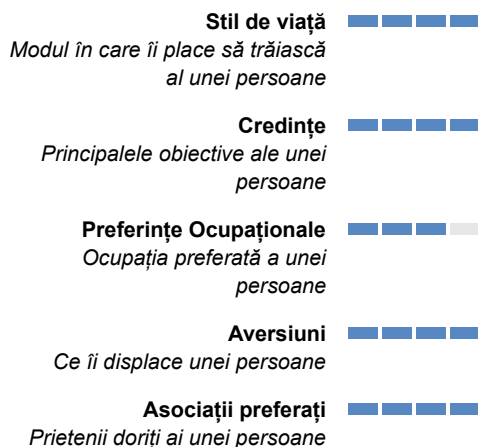 Stil de viață
Modul în care îi place să trăiască
al unei persoane
Credințe
Principalele obiective ale unei
persoane
Preferințe Ocupaționale
Ocupația preferată a unei
persoane
Aversiuni
Ce îi displace unei persoane
Asociații preferați
Prietenii doriți ai unei persoane